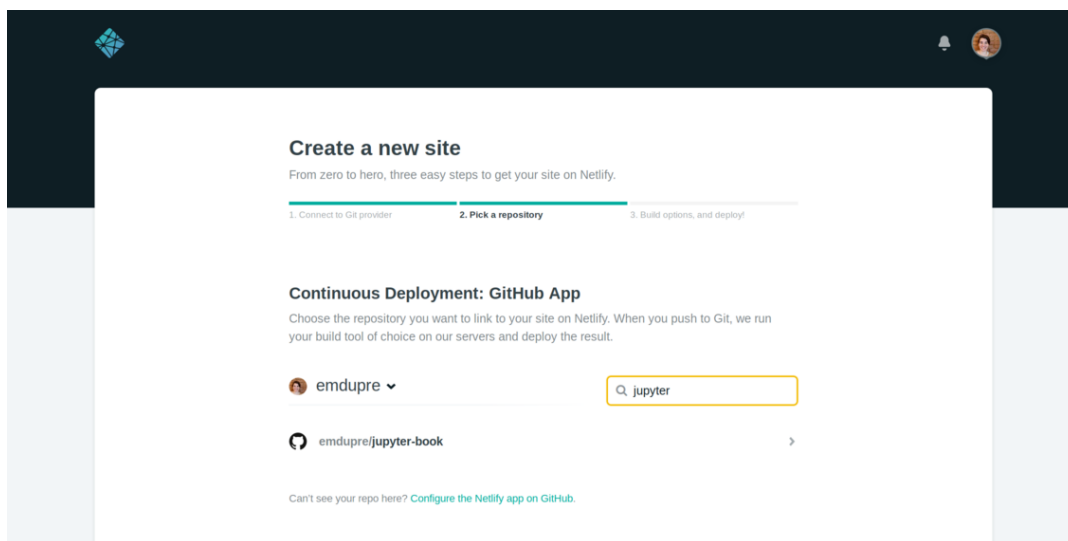 Create a new site
From zero to hero, three easy steps to get your site on Netlify.
1. Connect to Git provider
2. Pick a repository
3. Build options, and deploy!
Continuous Deployment: GitHub App
Choose the repository you want to link to your site on Netlify. When you push to Git, we run
your build tool of choice on our servers and deploy the result.
emdupre
jupyter
emdupre/jupyter-book
Can't see your repo here? Configure the Netlify app on GitHub.